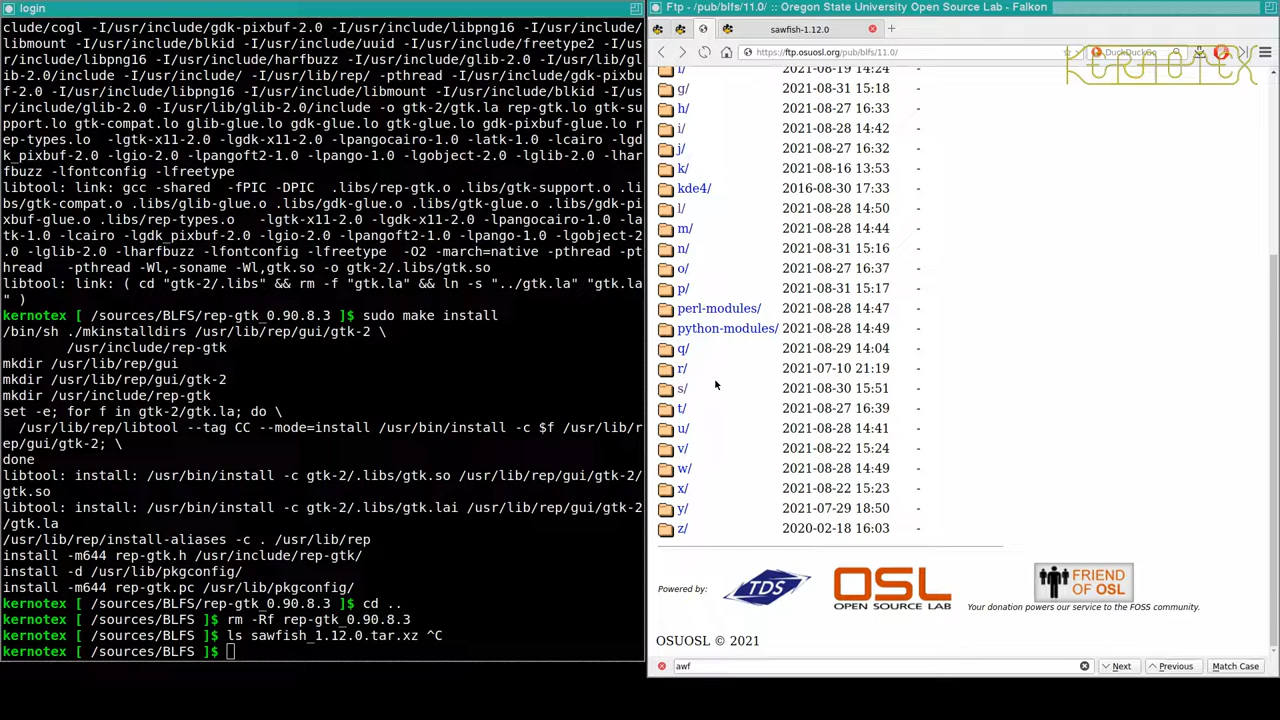 login
clude/cogl -I/usr/include/gdk-pixbuf-2.0 -I/usr/include/libpng16 -I/usr/include/
libmount -I/usr/include/blkid -I/usr/include/uuid -I/usr/include/freetype2 -I/us
r/include/libpng16 -I/usr/include/harfbuzz -I/usr/include/glib-2.0 -I/usr/lib/gl
ib-2.0/include -I/usr/include/ -I/usr/lib/rep/ -pthread -I/usr/include/gdk-pixbu
f-2.0 -I/usr/include/libpng16 -I/usr/include/libmount -I/usr/include/blkid -I/us
r/include/glib-2.0 -I/usr/lib/glib-2.0/include -o gtk-2/gtk.la rep-gtk.lo gtk-su
pport.lo gtk-compat.lo glib-glue.lo gdk-glue.lo gtk-glue.lo gdk-pixbuf-glue.lo r
ep-types.lo -lgtk-x11-2.0 -lgdk-x11-2.0 -lpangocairo-1.0 -latk-1.0 -lcairo -lgd
k_pixbuf-2.0 -lgio-2.0 -lpangoft2-1.0 -lpango-1.0 -lgobject-2.0 -lglib-2.0 -lhar
fbuzz -lfontconfig -lfreetype
libtool: link: gcc -shared -fPIC -DPIC .libs/rep-gtk.o .libs/gtk-support.o .li
bs/gtk-compat.o .libs/glib-glue.o .libs/gdk-glue.o .libs/gtk-glue.o .libs/gdk-pi
xbuf-glue.o .libs/rep-types.o -lgtk-x11-2.0 -lgdk-x11-2.0 -lpangocairo-1.0 -la
tk-1.0 -lcairo -lgdk_pixbuf-2.0 -lgio-2.0 -lpangoft2-1.0 -lpango-1.0 -lgobject-2
.0 -lglib-2.0 -lharfbuzz -lfontconfig -lfreetype -O2 -march=native -pthread -pt
hread -pthread -Wl,-soname -Wl,gtk.so -o gtk-2/.libs/gtk.so
libtool: link: ( cd "gtk-2/.libs" && rm -f "gtk.la" && ln -s "../gtk.la" "gtk.la
" )
kernotex [ /sources/BLFS/rep-gtk_0.90.8.3 ]$ sudo make install
/bin/sh ./mkinstalldirs /usr/lib/rep/gui/gtk-2 \
/usr/include/rep-gtk
mkdir /usr/lib/rep/gui
mkdir /usr/lib/rep/gui/gtk-2
mkdir /usr/include/rep-gtk
set -e; for f in gtk-2/gtk.la; do \
/usr/lib/rep/libtool --tag CC --mode=install /usr/bin/install -c $f /usr/lib/r
ep/gui/gtk-2; \
done
libtool: install: /usr/bin/install -c gtk-2/.libs/gtk.so /usr/lib/rep/gui/gtk-2/
gtk.so
libtool: install: /usr/bin/install -c gtk-2/.libs/gtk.lai /usr/lib/rep/gui/gtk-2
/gtk.la
/usr/lib/rep/install-aliases -c . /usr/lib/rep
install -m644 rep-gtk.h /usr/include/rep-gtk/
install -d /usr/lib/pkgconfig/
install -m644 rep-gtk.pc /usr/lib/pkgconfig/
kernotex [ /sources/BLFS/rep-gtk_0.90.8.3 ]$ cd ..
kernotex [ /sources/BLFS ]$ rm -Rf rep-gtk_0.90.8.3
kernotex [ /sources/BLFS ]$ ls sawfish_1.12.0.tar.xz ^C
kernotex [ /sources/BLFS ]$
Ftp - /pub/blfs/11.0/ :: Oregon State University Open Source Lab - Falkon
sawfish-1.12.0
https://ftp.osuosl.org/pub/blfs/11.0/
DuckDuckGo
KERNOTEX
f/ 2021-08-19 14:24 -
g/ 2021-08-31 15:18 -
h/ 2021-08-27 16:33 -
i/ 2021-08-28 14:42 -
j/ 2021-08-27 16:32 -
k/ 2021-08-16 13:53 -
kde4/ 2016-08-30 17:33 -
l/ 2021-08-28 14:50 -
m/ 2021-08-28 14:44 -
n/ 2021-08-31 15:16 -
o/ 2021-08-27 16:37 -
p/ 2021-08-31 15:17 -
perl-modules/ 2021-08-28 14:47 -
python-modules/ 2021-08-28 14:49 -
q/ 2021-08-29 14:04 -
r/ 2021-07-10 21:19 -
s/ 2021-08-30 15:51 -
t/ 2021-08-27 16:39 -
u/ 2021-08-28 14:41 -
v/ 2021-08-22 15:24 -
w/ 2021-08-28 14:49 -
x/ 2021-08-22 15:23 -
y/ 2021-07-29 18:50 -
z/ 2020-02-18 16:03 -
Powered by:
TDS
OSL
OPEN SOURCE LAB
FRIEND
OF OSL
Your donation powers our service to the FOSS community.
OSUOSL © 2021
awf
Next
Previous
Match Case